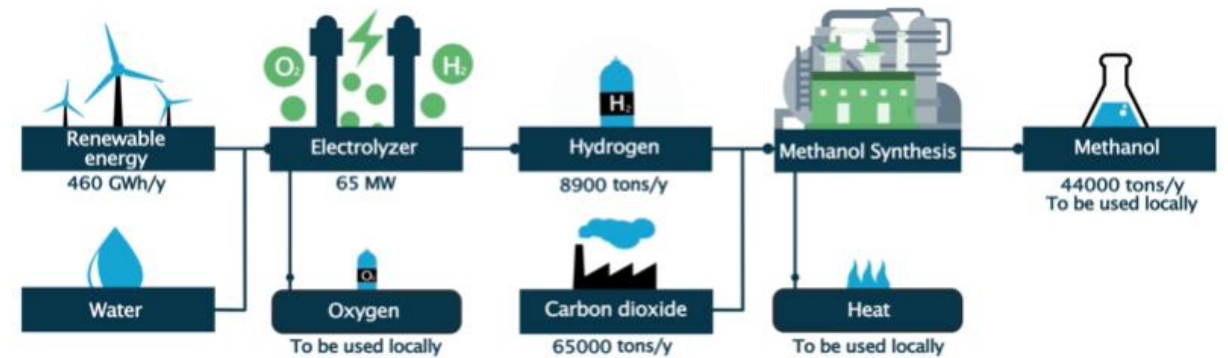 O2
H2
H2
Renewable
energy
Electrolyzer
Hydrogen
Methanol Synthesis
Methanol
460 GWh/y
65 MW
8900 tons/y
44000 tons/y
To be used locally
O2
Water
Oxygen
Carbon dioxide
Heat
To be used locally
65000 tons/y
To be used locally